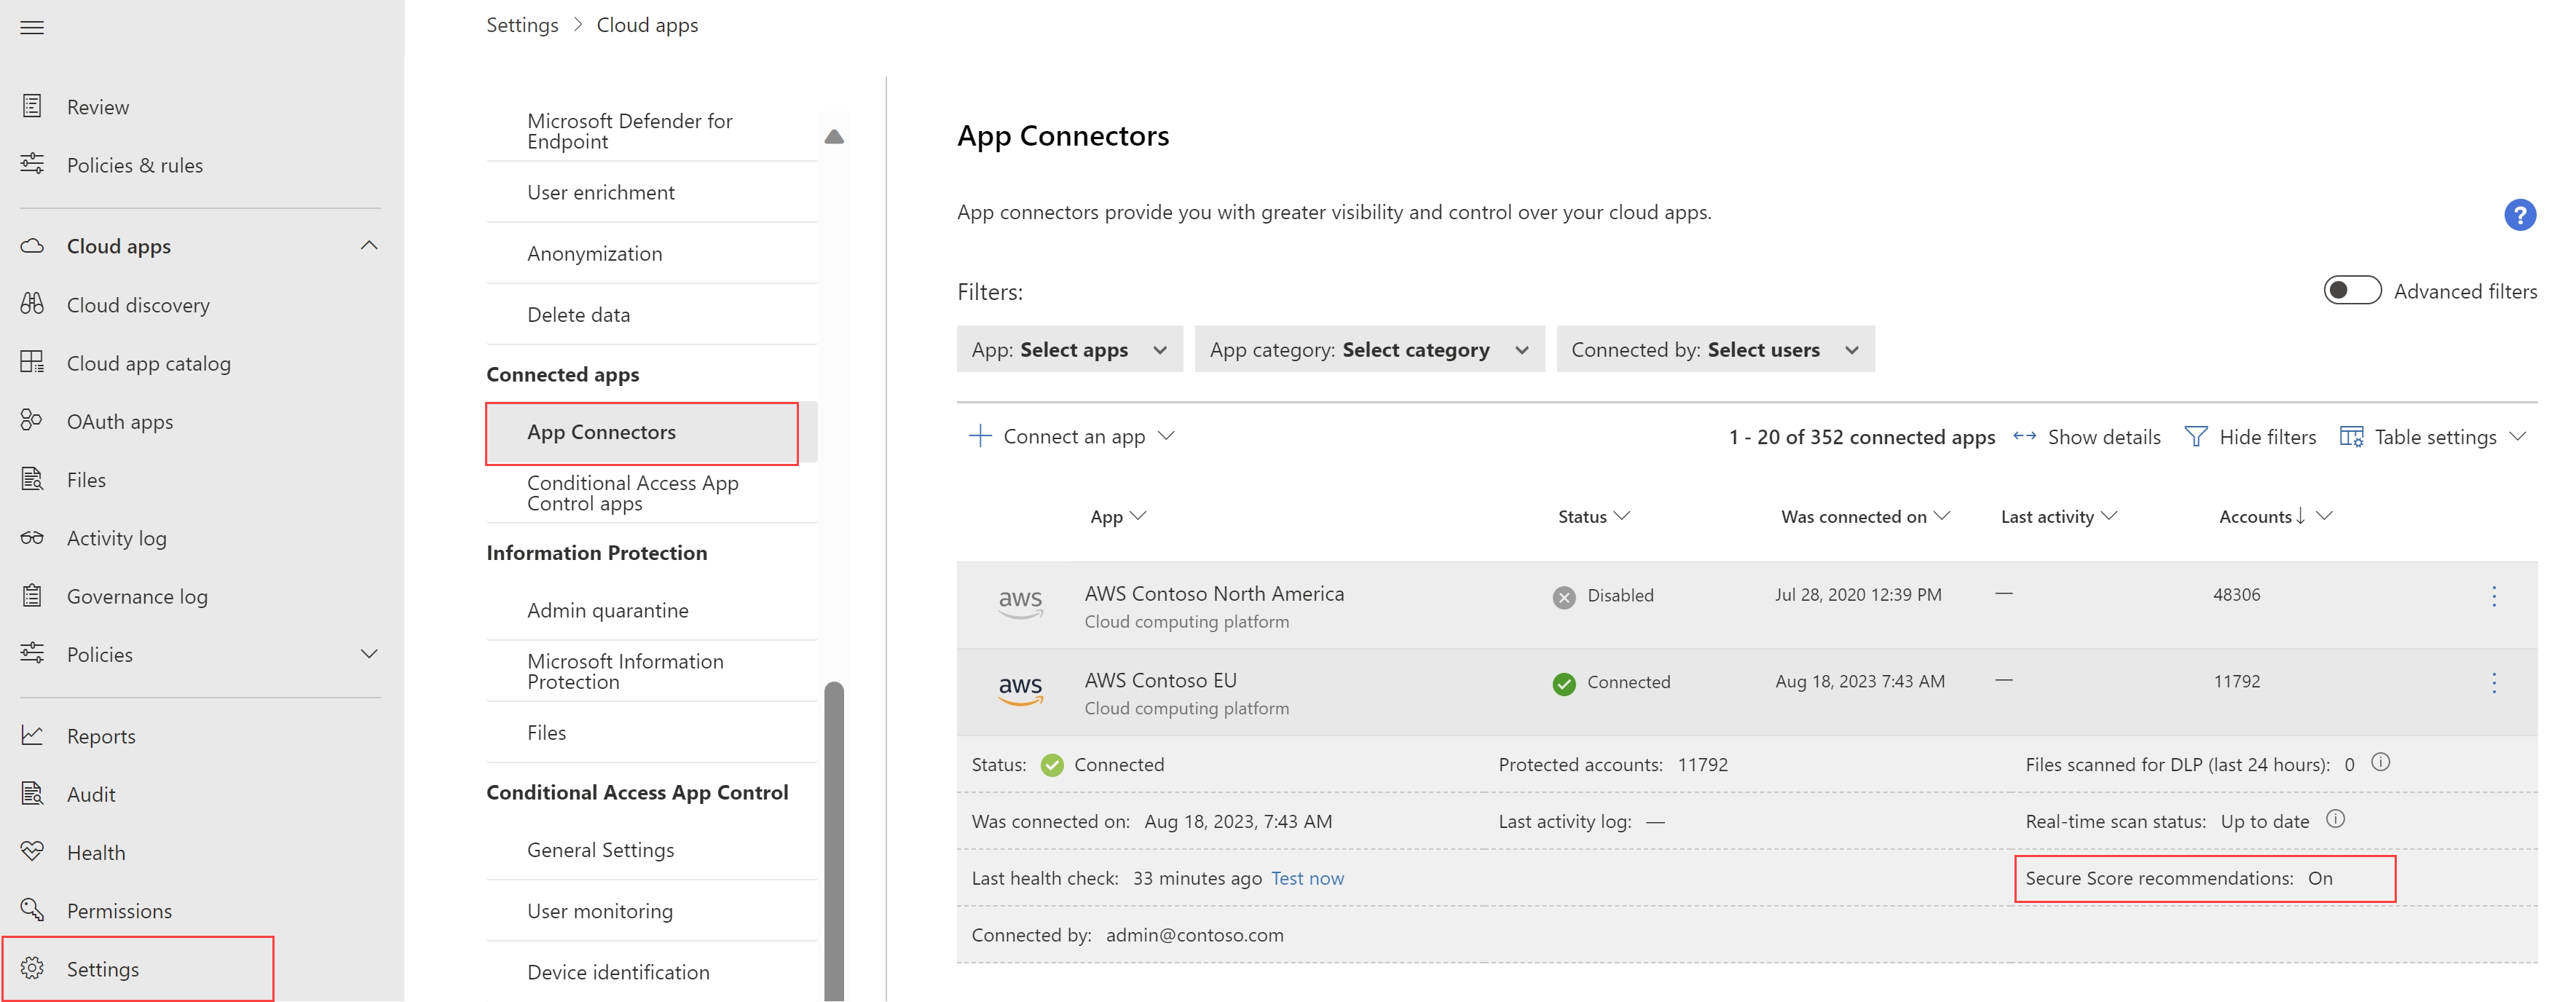 Settings > Cloud apps
Review
Policies & rules
Cloud apps
Cloud discovery
Cloud app catalog
OAuth apps
Files
Activity log
Governance log
Policies
Reports
Audit
Health
Permissions
Settings
Microsoft Defender for
Endpoint
User enrichment
Anonymization
Delete data
Connected apps
App Connectors
Conditional Access App
Control apps
Information Protection
Admin quarantine
Microsoft Information
Protection
Files
Conditional Access App Control
General Settings
User monitoring
Device identification
App Connectors
App connectors provide you with greater visibility and control over your cloud apps.
?
Filters:
Advanced filters
App: Select apps
App category: Select category
Connected by: Select users
Connect an app
1 - 20 of 352 connected apps
Show details
Hide filters
Table settings
App Status Was connected on Last activity Accounts
aws AWS Contoso North America Disabled Jul 28, 2020 12:39 PM — 48306
Cloud computing platform
aws AWS Contoso EU Connected Aug 18, 2023 7:43 AM — 11792
Cloud computing platform
Status: Connected Protected accounts: 11792 Files scanned for DLP (last 24 hours): 0
Was connected on: Aug 18, 2023, 7:43 AM Last activity log: — Real-time scan status: Up to date
Last health check: 33 minutes ago Test now Secure Score recommendations: On
Connected by: admin@contoso.com